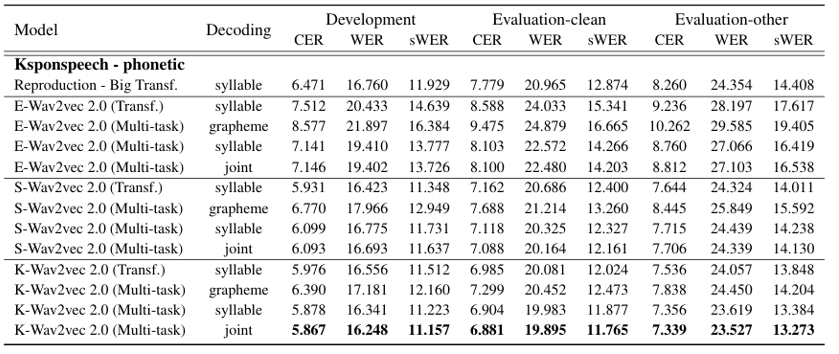 Model Decoding Development Evaluation-clean Evaluation-other
CER WER sWER CER WER sWER CER WER sWER
Ksponspeech - phonetic
Reproduction - Big Transf. syllable 6.471 16.760 11.929 7.779 20.965 12.874 8.260 24.354 14.408
E-Wav2vec 2.0 (Transf.) syllable 7.512 20.433 14.639 8.588 24.033 15.341 9.236 28.197 17.617
E-Wav2vec 2.0 (Multi-task) grapheme 8.577 21.897 16.384 9.475 24.879 16.665 10.262 29.585 19.405
E-Wav2vec 2.0 (Multi-task) syllable 7.141 19.410 13.777 8.103 22.572 14.266 8.760 27.066 16.419
E-Wav2vec 2.0 (Multi-task) joint 7.146 19.402 13.726 8.100 22.480 14.203 8.812 27.103 16.538
S-Wav2vec 2.0 (Transf.) syllable 5.931 16.423 11.348 7.162 20.686 12.400 7.644 24.324 14.011
S-Wav2vec 2.0 (Multi-task) grapheme 6.770 17.966 12.949 7.688 21.214 13.260 8.445 25.849 15.592
S-Wav2vec 2.0 (Multi-task) syllable 6.099 16.775 11.731 7.118 20.325 12.327 7.715 24.439 14.238
S-Wav2vec 2.0 (Multi-task) joint 6.093 16.693 11.637 7.088 20.164 12.161 7.706 24.339 14.130
K-Wav2vec 2.0 (Transf.) syllable 5.976 16.556 11.512 6.985 20.081 12.024 7.536 24.057 13.848
K-Wav2vec 2.0 (Multi-task) grapheme 6.390 17.181 12.160 7.299 20.452 12.473 7.838 24.450 14.204
K-Wav2vec 2.0 (Multi-task) syllable 5.878 16.341 11.223 6.904 19.983 11.877 7.356 23.619 13.384
K-Wav2vec 2.0 (Multi-task) joint 5.867 16.248 11.157 6.881 19.895 11.765 7.339 23.527 13.273